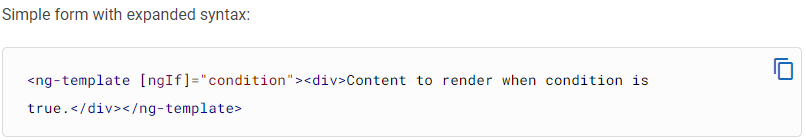 Simple form with expanded syntax:
<ng-template [ngIf]="condition"><div>Content to render when condition is
true.</div></ng-template>